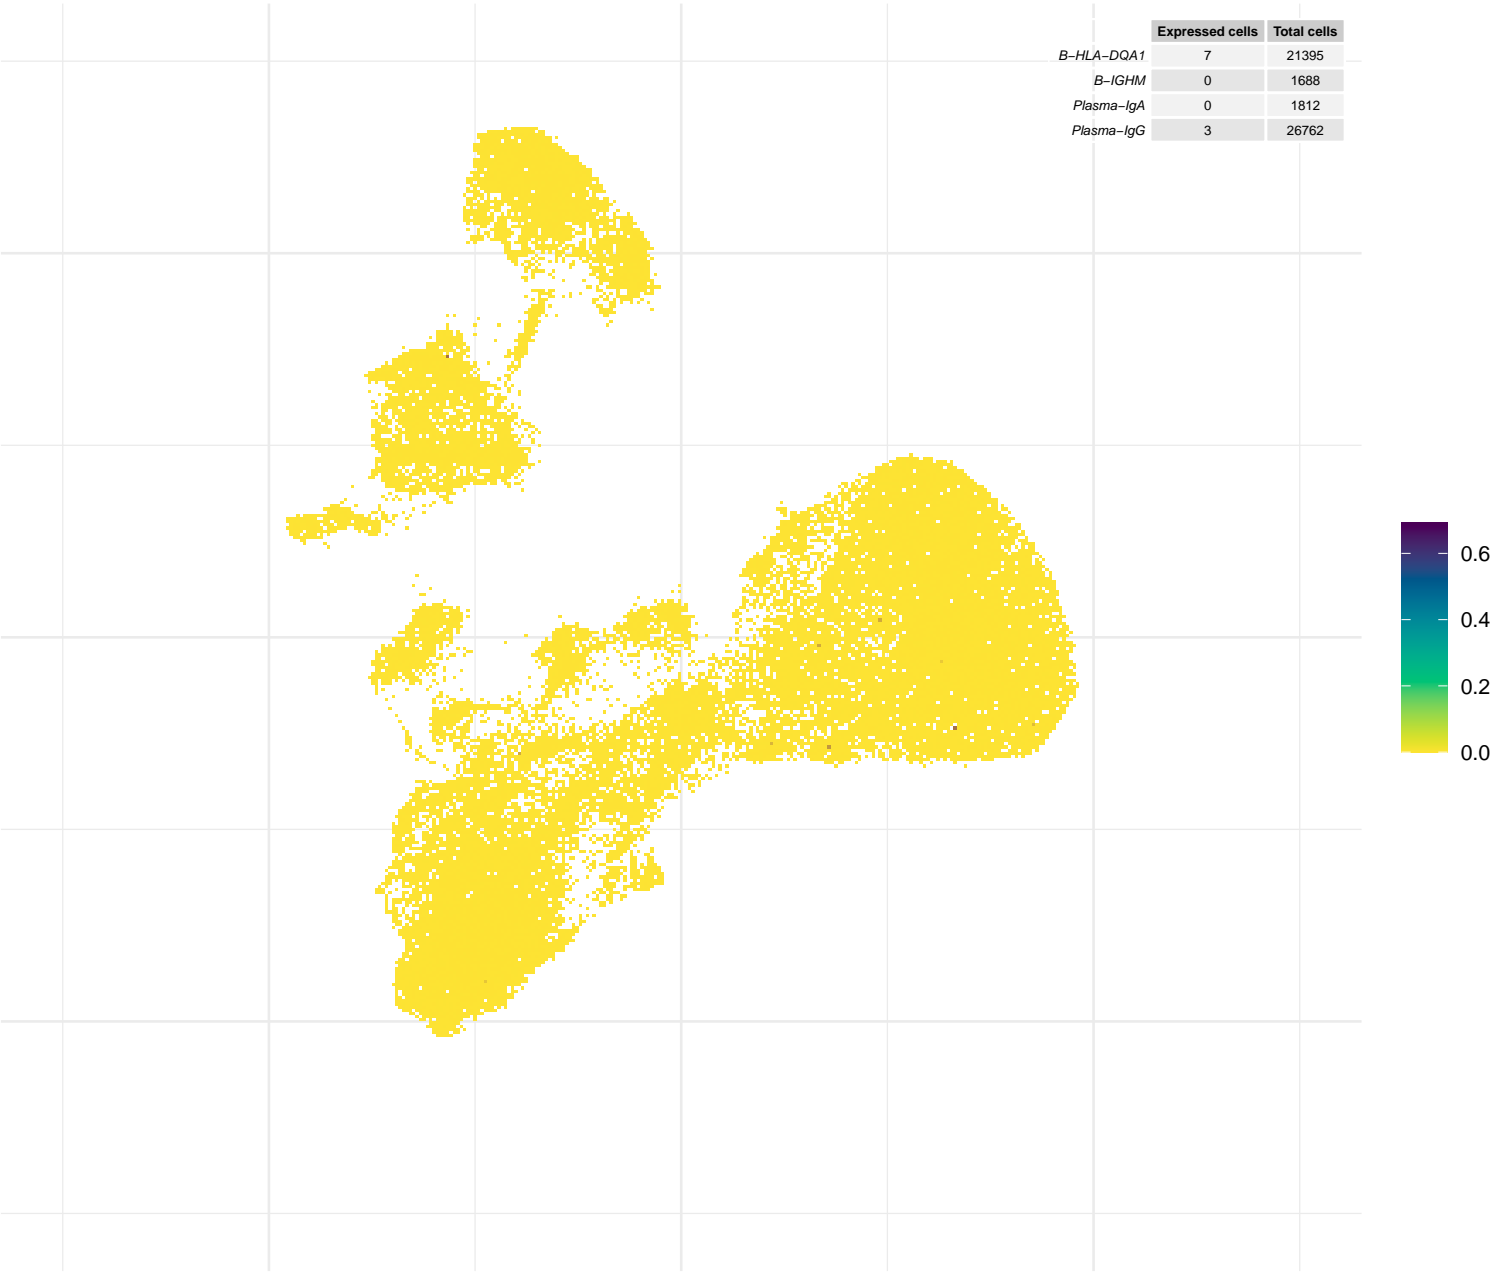 Expressed cells Total cells
B−HLA−DQA1 7 21395
B−IGHM 0 1688
Plasma−IgA 0 1812
Plasma−IgG 3 26762
0.6
0.4
0.2
0.0